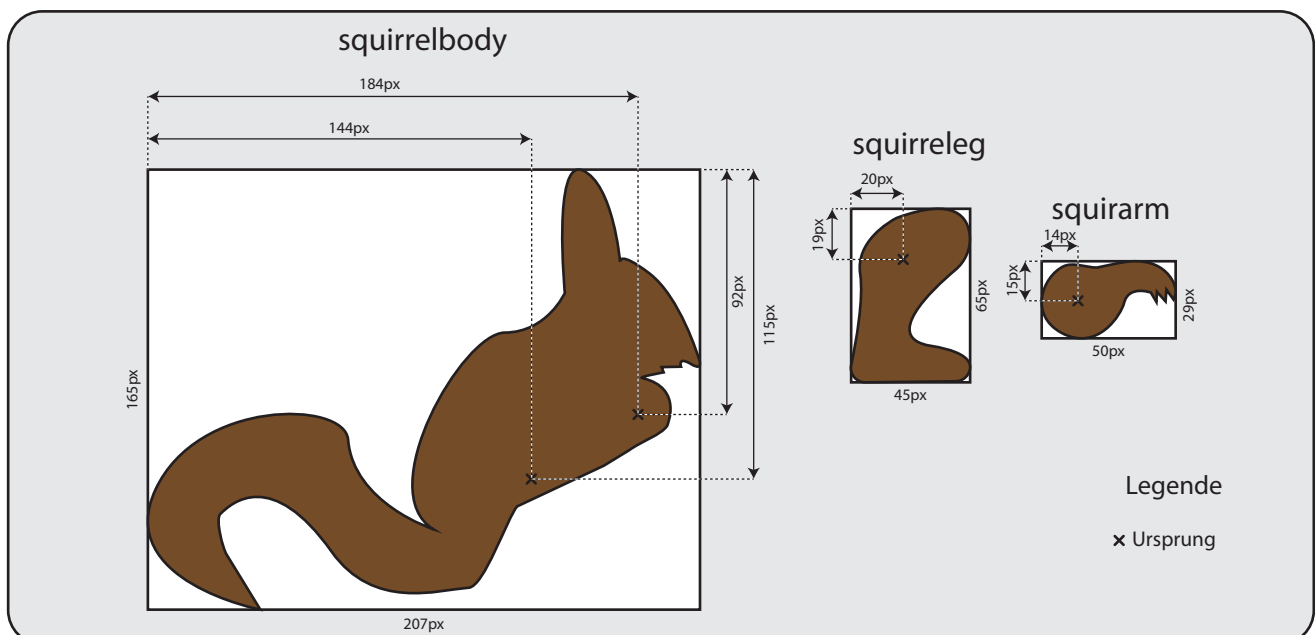 squirrelbody
184px
144px
165px
207px
92px
115px
squirreleg
20px
19px
65px
45px
squirarm
14px
15px
29px
50px
Legende
Ursprung